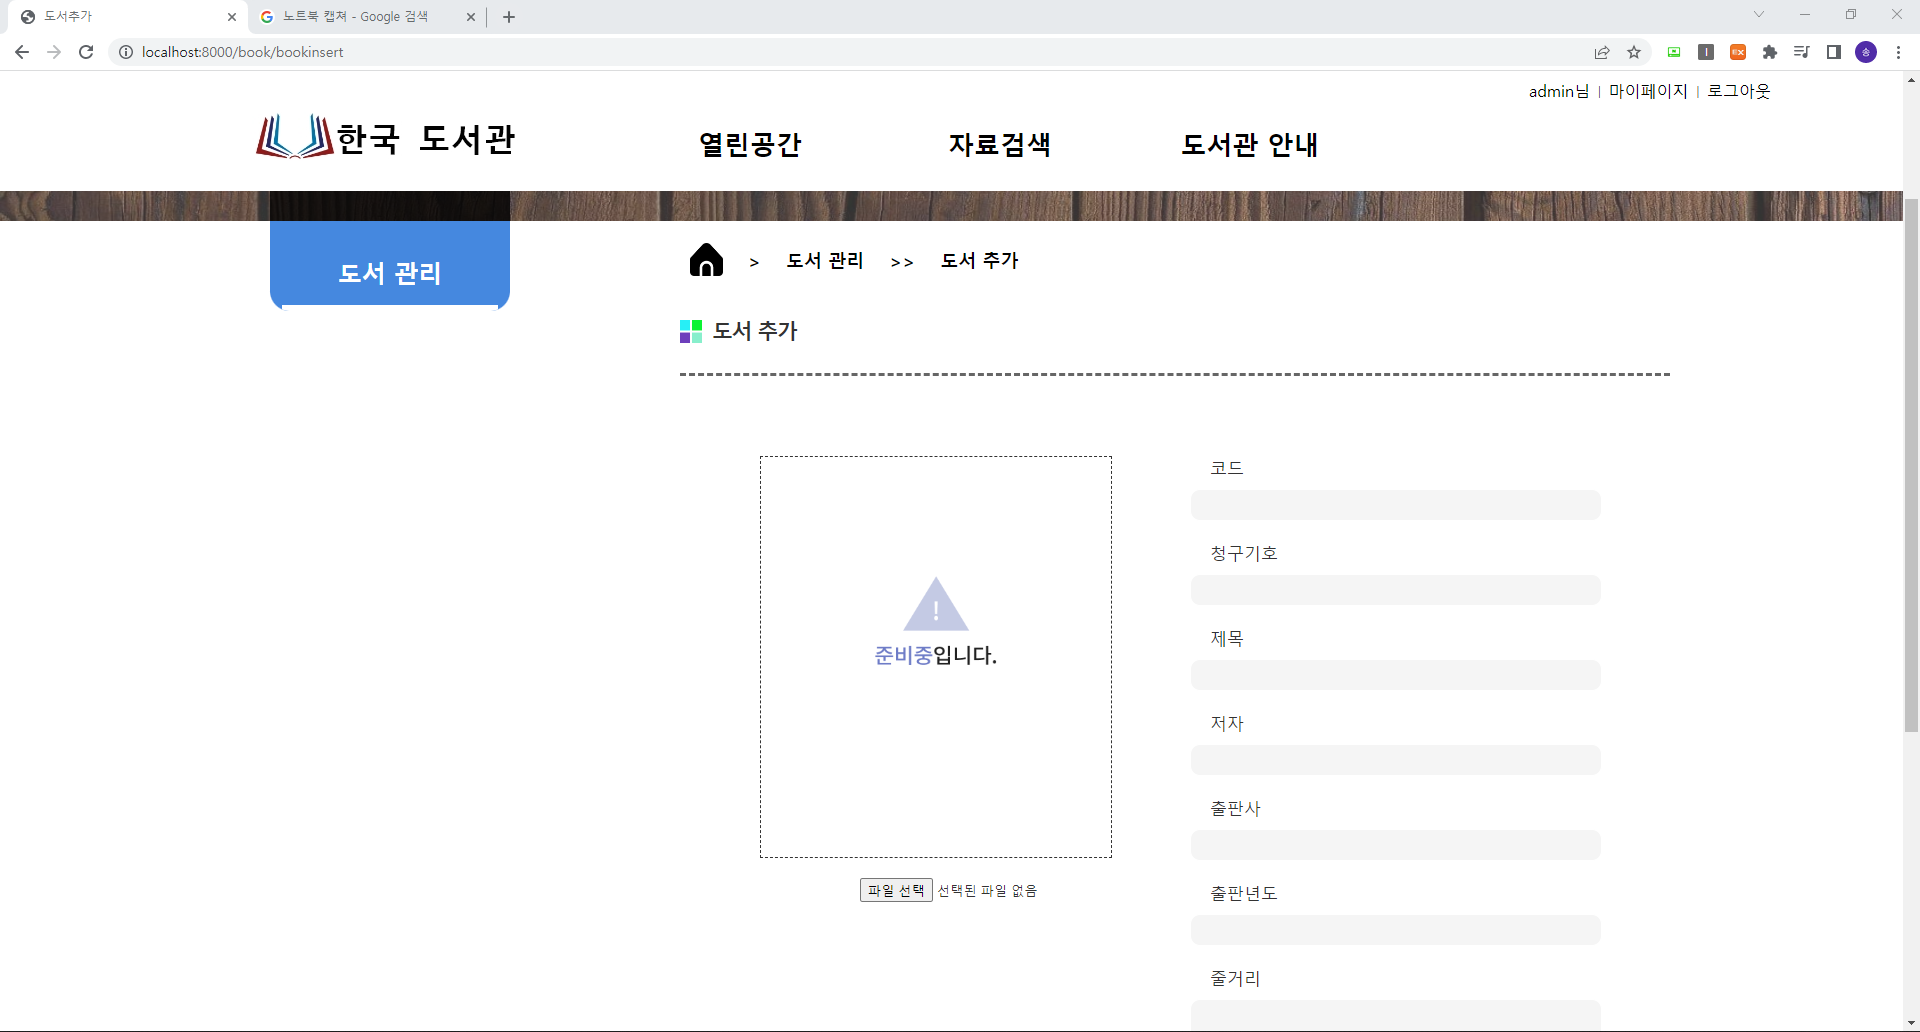 도서추가
노트북 캡쳐 - Google 검색
localhost:8000/book/bookinsert
EX
송
admin님 | 마이페이지 | 로그아웃
한국 도서관
열린공간
자료검색
도서관 안내
도서 관리
> 도서 관리 >> 도서 추가
도서 추가
!
준비중입니다.
파일 선택 선택된 파일 없음
코드
청구기호
제목
저자
출판사
출판년도
줄거리